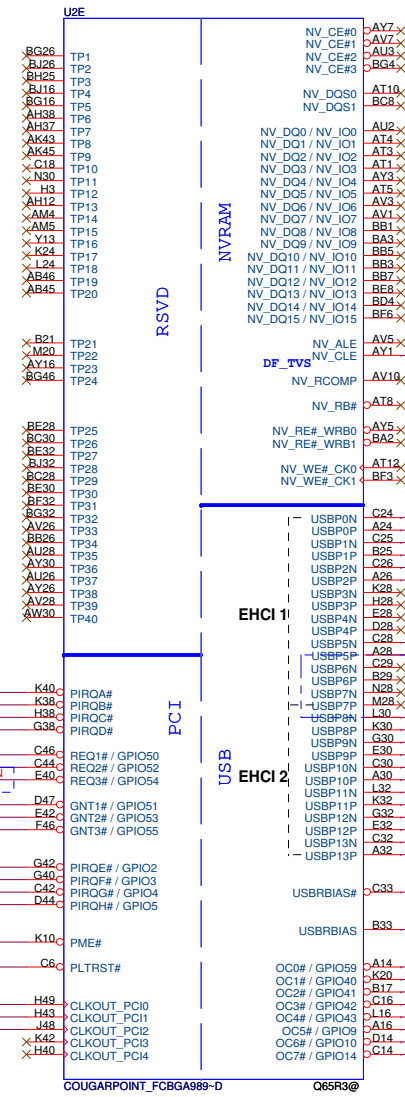 U2E
BG26 TP1
BJ26 TP2
BH25 TP3
BJ16 TP4
BG16 TP5
AH38 TP6
AH37 TP7
AK43 TP8
AK45 TP9
C18 TP10
N30 TP11
H3 TP12
AH12 TP13
AM4 TP14
AM5 TP15
Y13 TP16
K24 TP17
L24 TP18
AB46 TP19
AB45 TP20
B21 TP21
M20 TP22
AY16 TP23
BG46 TP24
BE28 TP25
BC30 TP26
BE32 TP27
BJ32 TP28
BC28 TP29
BE30 TP30
BF32 TP31
BG32 TP32
AV26 TP33
BB26 TP34
AU28 TP35
AY30 TP36
AU26 TP37
AY26 TP38
AV28 TP39
AW30 TP40
RSVD
K40 PIRQA#
K38 PIRQB#
H38 PIRQC#
G38 PIRQD#
C46 REQ1# / GPIO50
C44 REQ2# / GPIO52
E40 REQ3# / GPIO54
D47 GNT1# / GPIO51
E42 GNT2# / GPIO53
F46 GNT3# / GPIO55
G42 PIRQE# / GPIO2
G40 PIRQF# / GPIO3
C42 PIRQG# / GPIO4
D44 PIRQH# / GPIO5
K10 PME#
C6 PLTRST#
H49 CLKOUT_PCI0
H43 CLKOUT_PCI1
J48 CLKOUT_PCI2
K42 CLKOUT_PCI3
H40 CLKOUT_PCI4
PCI
NVRAM
NV_CE#0 AY7
NV_CE#1 AV7
NV_CE#2 AU3
NV_CE#3 BG4
NV_DQS0 AT10
NV_DQS1 BC8
NV_DQ0 / NV_IO0 AU2
NV_DQ1 / NV_IO1 AT4
NV_DQ2 / NV_IO2 AT3
NV_DQ3 / NV_IO3 AT1
NV_DQ4 / NV_IO4 AY3
NV_DQ5 / NV_IO5 AT5
NV_DQ6 / NV_IO6 AV3
NV_DQ7 / NV_IO7 AV1
NV_DQ8 / NV_IO8 BB1
NV_DQ9 / NV_IO9 BA3
NV_DQ10 / NV_IO10 BB5
NV_DQ11 / NV_IO11 BB3
NV_DQ12 / NV_IO12 BB7
NV_DQ13 / NV_IO13 BE8
NV_DQ14 / NV_IO14 BD4
NV_DQ15 / NV_IO15 BF6
NV_ALE AV5
NV_CLE AY1
DF_TVS
NV_RCOMP AV10
NV_RB# AT8
NV_RE#_WRB0 AY5
NV_RE#_WRB1 BA2
NV_WE#_CK0 AT12
NV_WE#_CK1 BF3
USB
EHCI 1
EHCI 2
USBP0N C24
USBP0P A24
USBP1N C25
USBP1P B25
USBP2N C26
USBP2P A26
USBP3N K28
USBP3P H28
USBP4N E28
USBP4P D28
USBP5N C28
USBP5P A28
USBP6N C29
USBP6P B29
USBP7N N28
USBP7P M28
USBP8N L30
USBP8P K30
USBP9N G30
USBP9P E30
USBP10N C30
USBP10P A30
USBP11N L32
USBP11P K32
USBP12N G32
USBP12P E32
USBP13N C32
USBP13P A32
USBRBIAS# C33
USBRBIAS B33
OC0# / GPIO59 A14
OC1# / GPIO40 K20
OC2# / GPIO41 B17
OC3# / GPIO42 C16
OC4# / GPIO43 L16
OC5# / GPIO9 A16
OC6# / GPIO10 D14
OC7# / GPIO14 C14
COUGARPOINT_FCBGA989~D
Q65R3@